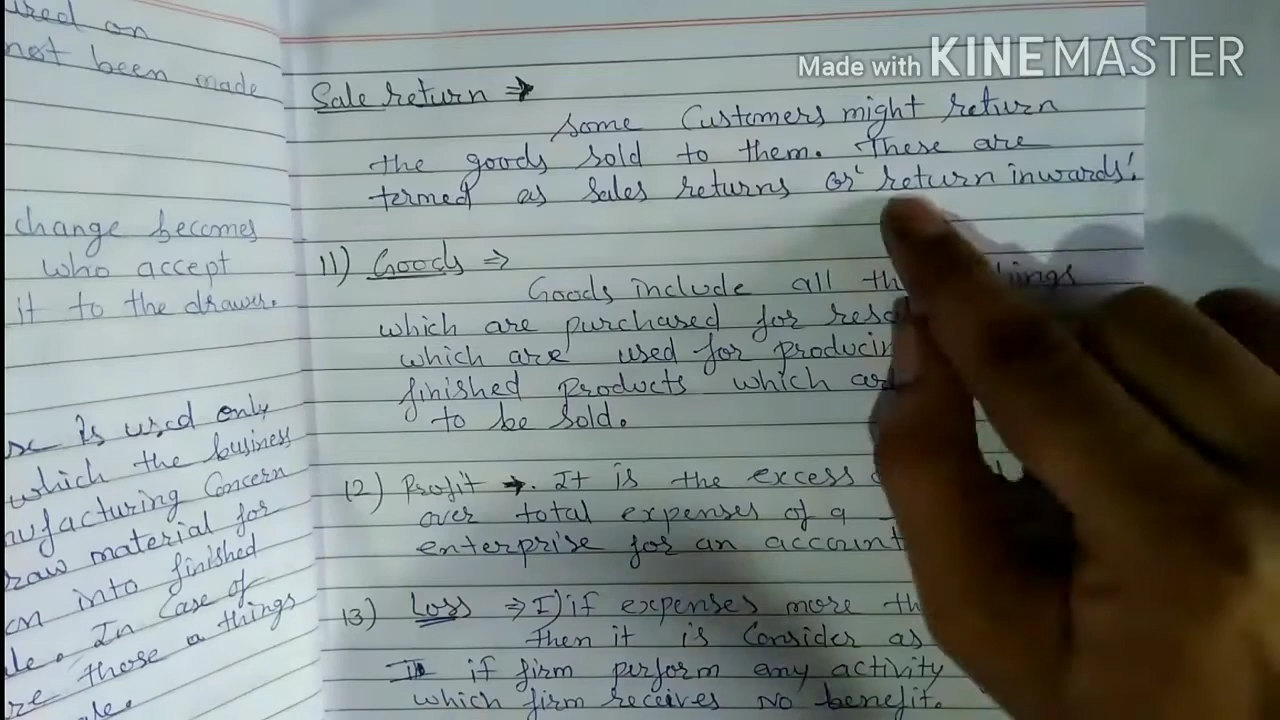 not been made
change becomes
who accept
it to the drawer.
is used only
which the business
manufacturing Concern
raw material for
into finished
In Case of
those a things
Made with KINEMASTER
Sale return ⇒
Some Customers might return
the goods sold to them. These are
termed as sales returns or 'return inwards'.
11) Goods ⇒
Goods include all things
which are purchased for
which are used for
finished products which
to be sold.
12) Profit →. It is the excess
over total expenses of a
enterprise for an
13) Loss ⇒ I) if expenses more
then it is Consider as
II if firm perform any activity
which firm receives No benefit.